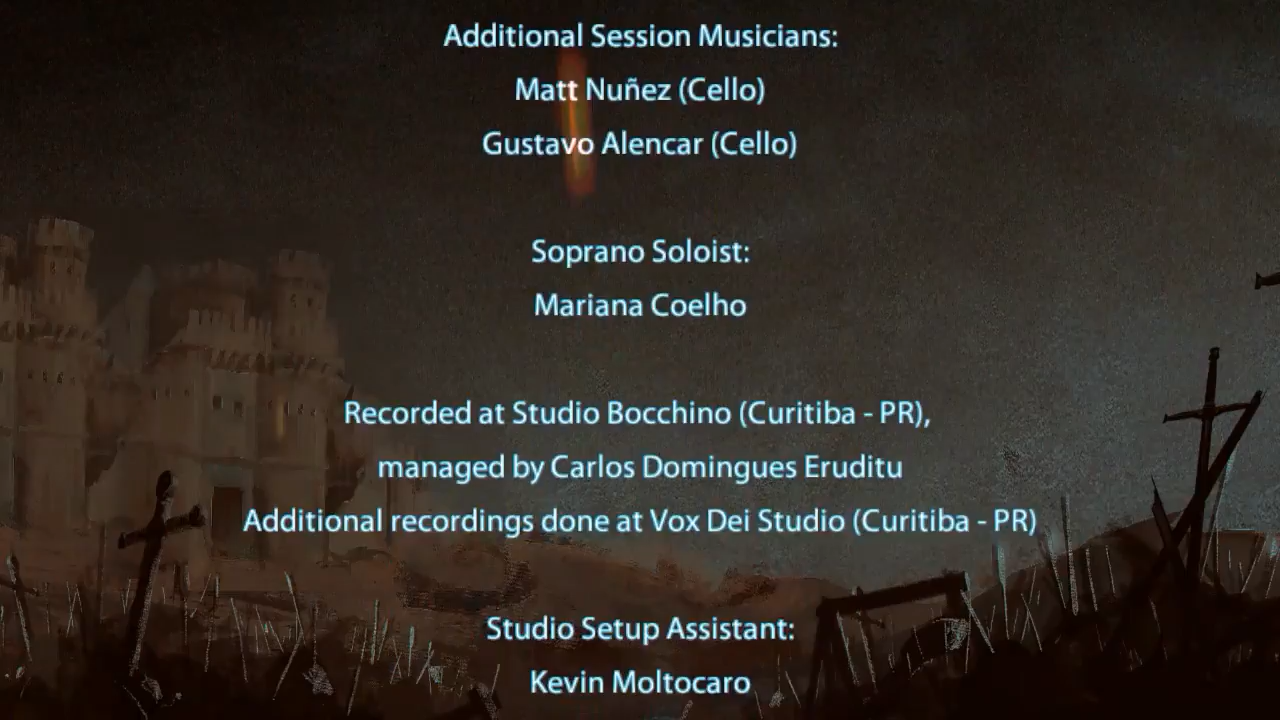 Additional Session Musicians:
Matt Nuñez (Cello)
Gustavo Alencar (Cello)
Soprano Soloist:
Mariana Coelho
Recorded at Studio Bocchino (Curitiba - PR),
managed by Carlos Domingues Eruditu
Additional recordings done at Vox Dei Studio (Curitiba - PR)
Studio Setup Assistant:
Kevin Moltocaro